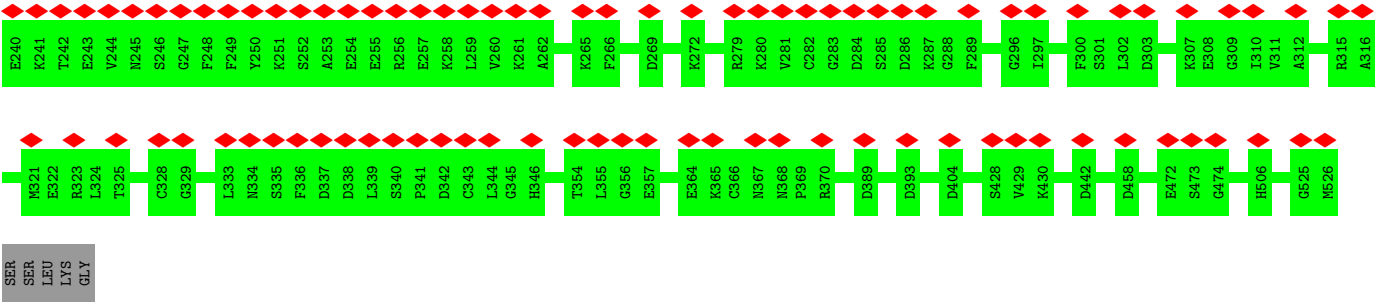 E240 K241 T242 E243 V244 N245 S246 G247 F248 F249 Y250 K251 S252 A253 E254 E255 R256 E257 K258 L259 V260 K261 A262 K265 F266 D269 K272 R279 K280 V281 C282 G283 D284 S285 D286 K287 G288 F289 G296 I297 F300 S301 L302 D303 K307 E308 G309 I310 V311 A312 R315 A316
M321 E322 R323 L324 T325 C328 G329 L333 N334 S335 F336 D337 D338 L339 S340 P341 D342 C343 L344 G345 H346 T354 L355 G356 E357 E364 K365 C366 N367 N368 P369 R370 D389 D393 D404 S428 V429 K430 D442 D458 E472 S473 G474 H506 G525 M526
SER SER LEU LYS GLY